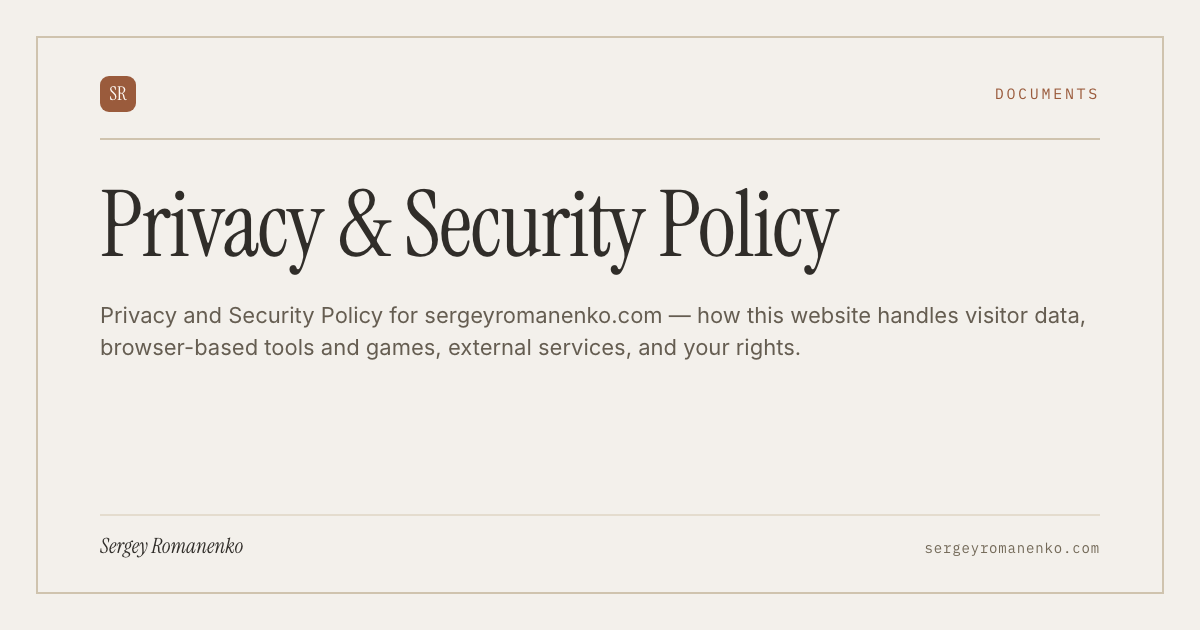 SR
DOCUMENTS
Privacy & Security Policy
Privacy and Security Policy for sergeyromanenko.com — how this website handles visitor data,
browser-based tools and games, external services, and your rights.
Sergey Romanenko
sergeyromanenko.com